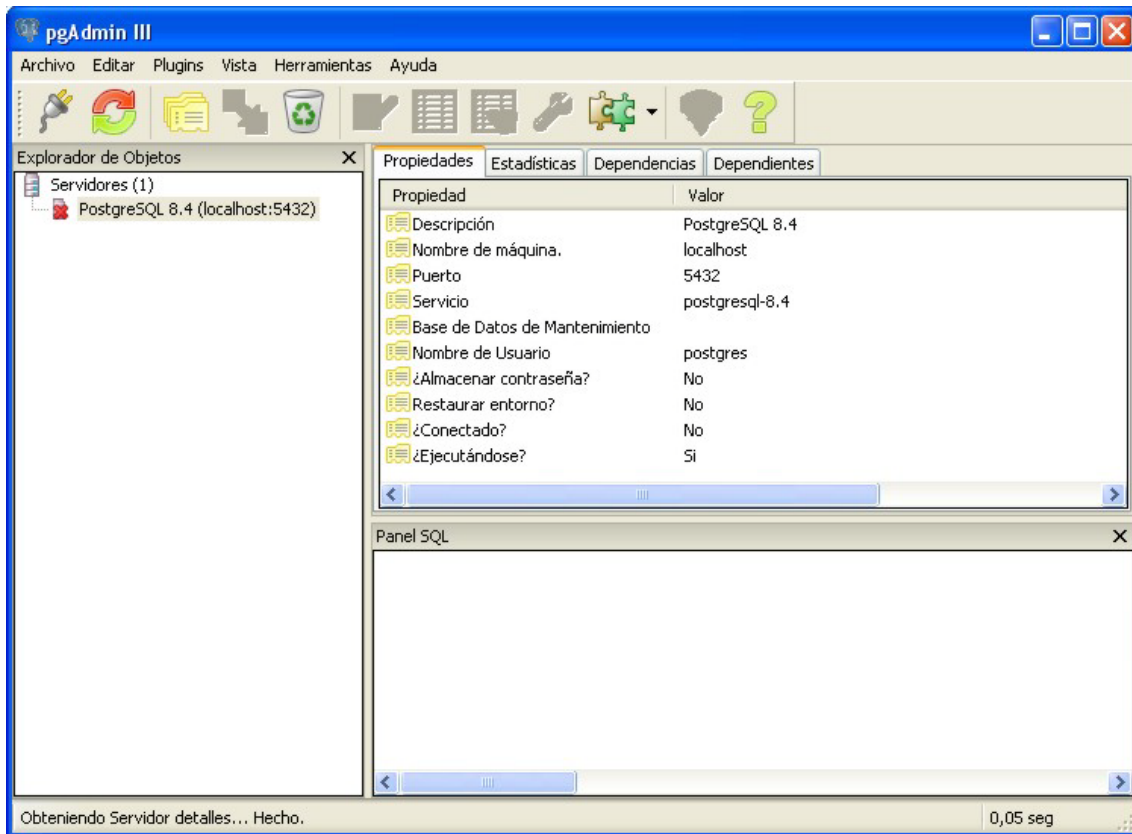 pgAdmin III
Archivo Editar Plugins Vista Herramientas Ayuda
Explorador de Objetos
Servidores (1)
PostgreSQL 8.4 (localhost:5432)
Propiedades Estadísticas Dependencias Dependientes
Propiedad Valor
Descripción PostgreSQL 8.4
Nombre de máquina. localhost
Puerto 5432
Servicio postgresql-8.4
Base de Datos de Mantenimiento
Nombre de Usuario postgres
¿Almacenar contraseña? No
Restaurar entorno? No
¿Conectado? No
¿Ejecutándose? Si
Panel SQL
Obteniendo Servidor detalles... Hecho. 0,05 seg